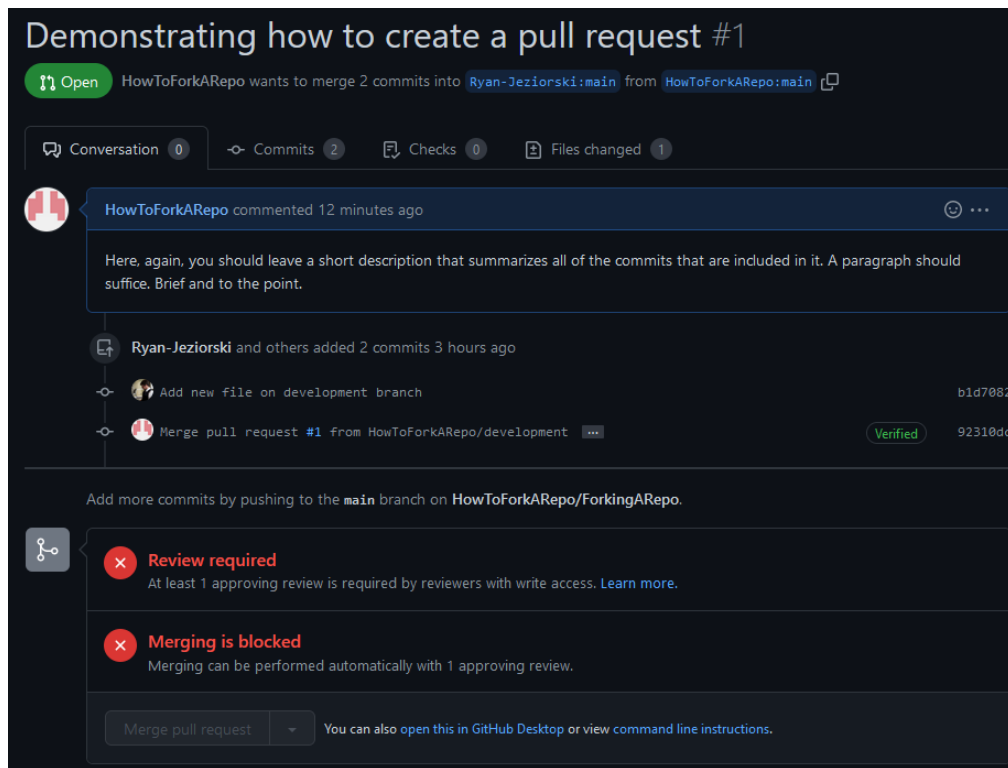 Demonstrating how to create a pull request #1
Open HowToForkARepo wants to merge 2 commits into Ryan-Jeziorski:main from HowToForkARepo:main
Conversation 0 Commits 2 Checks 0 Files changed 1
HowToForkARepo commented 12 minutes ago
Here, again, you should leave a short description that summarizes all of the commits that are included in it. A paragraph should
suffice. Brief and to the point.
Ryan-Jeziorski and others added 2 commits 3 hours ago
Add new file on development branch b1d7082
Merge pull request #1 from HowToForkARepo/development ... Verified 92310dc
Add more commits by pushing to the main branch on HowToForkARepo/ForkingARepo.
Review required
At least 1 approving review is required by reviewers with write access. Learn more.
Merging is blocked
Merging can be performed automatically with 1 approving review.
Merge pull request You can also open this in GitHub Desktop or view command line instructions.